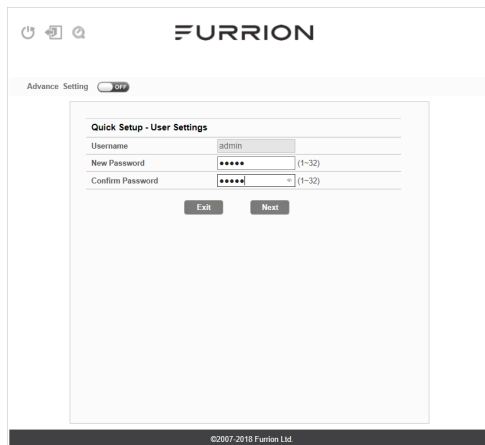 FURRION
Advance Setting OFF
Quick Setup - User Settings
Username admin
New Password ●●●●● (1~32)
Confirm Password ●●●●● (1~32)
Exit Next
©2007-2018 Furrion Ltd.